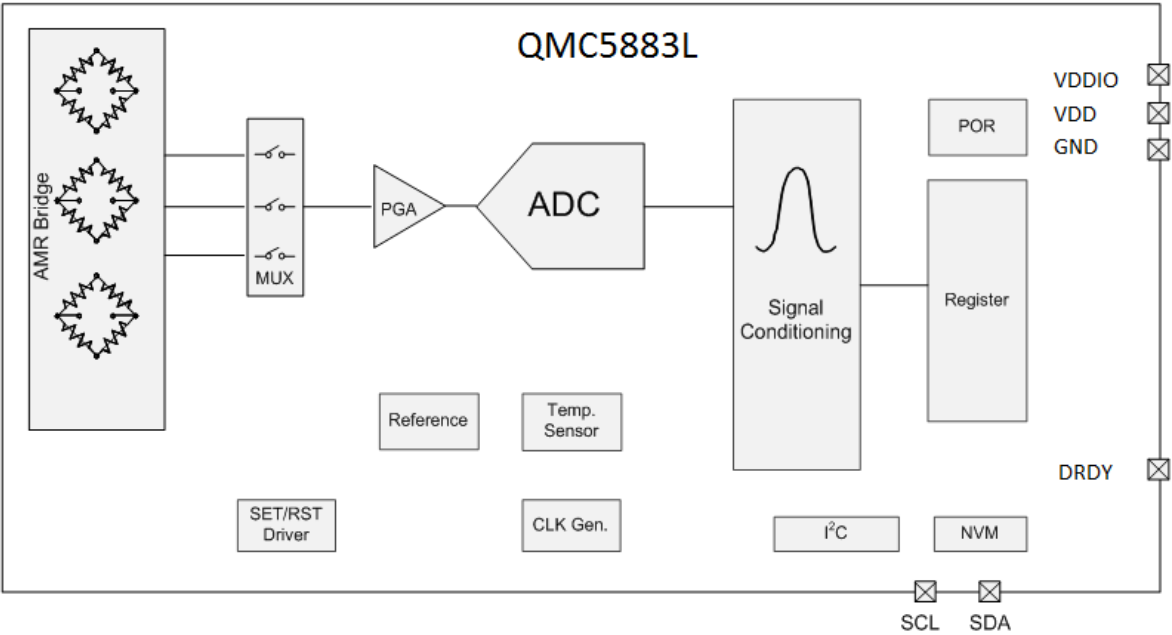 QMC5883L
VDDIO
VDD
GND
POR
AMR Bridge
MUX
PGA
ADC
Signal
Conditioning
Register
Reference
Temp.
Sensor
DRDY
SET/RST
Driver
CLK Gen.
I²C
NVM
SCL
SDA